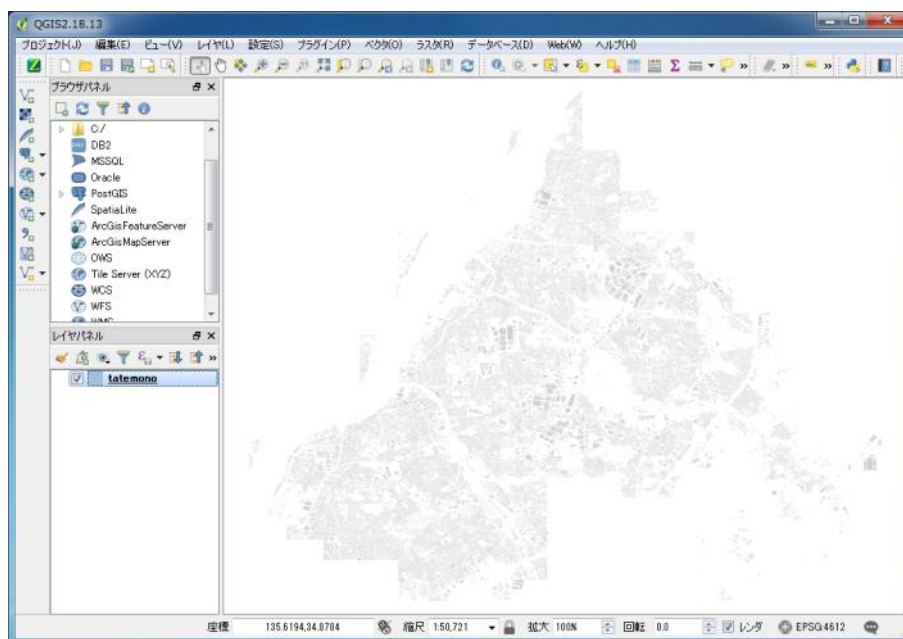 QGIS2.18.13
プロジェクト(J) 編集(E) ビュー(V) レイヤ(L) 設定(S) プラグイン(P) ベクタ(O) ラスタ(R) データベース(D) Web(W) ヘルプ(H)
ブラウザパネル
C:/
DB2
MSSQL
Oracle
PostGIS
SpatiaLite
ArcGisFeatureServer
ArcGisMapServer
OWS
Tile Server (XYZ)
WCS
WFS
WMS
レイヤパネル
tatemono
座標 135.6194,34.8784 縮尺 1:50,721 拡大 100% 回転 0.0 レンダ EPSG:4612